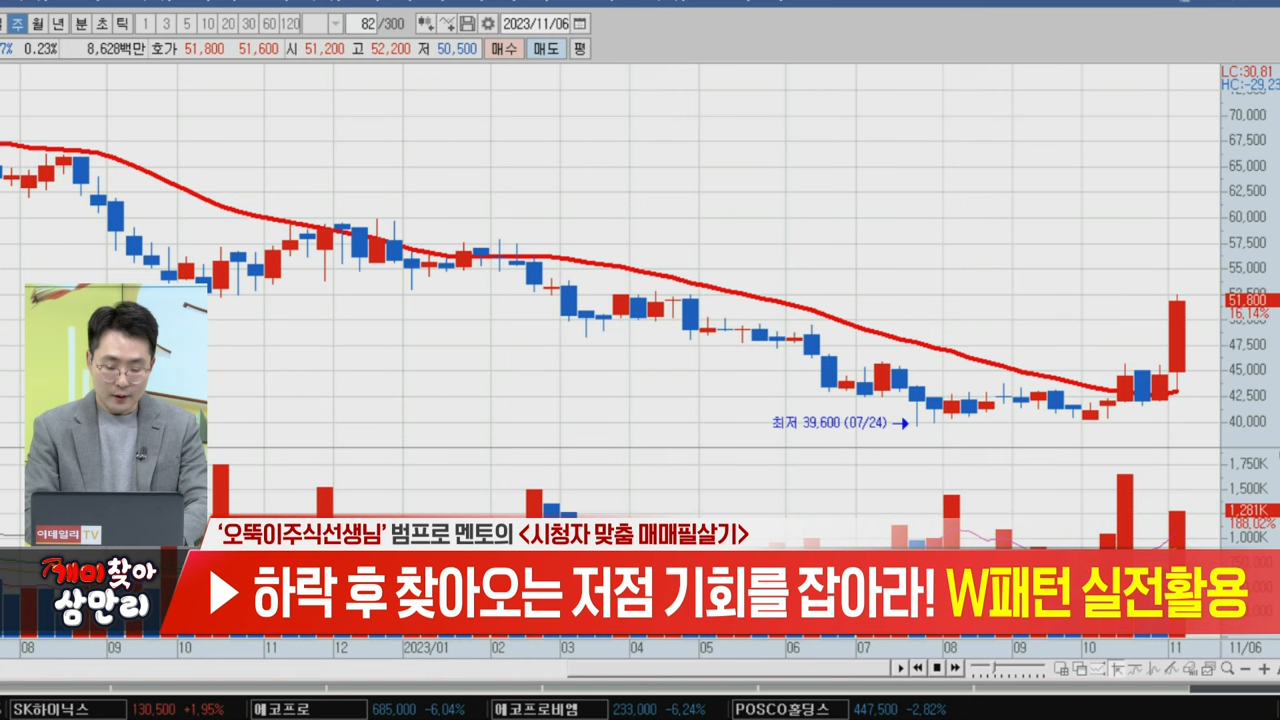 주 월 년 분 초 틱 1 3 5 10 20 30 60 120 82 /300 2023/11/06
7% 0.23% 8,628백만 호가 51,800 51,600 시 51,200 고 52,200 저 50,500 매수 매도 평
LC:30.81
HC:-29.23
70,000
67,500
65,000
62,500
60,000
57,500
55,000
52,500
51,800
16.14%
50,000
47,500
45,000
42,500
40,000
최저 39,600 (07/24)
1,750K
1,500K
1,281K
188.02%
1,000K
이데일리 TV
'오뚝이주식선생님' 범프로 멘토의 <시청자 맞춤 매매필살기>
개미찾아
삼만리
▶ 하락 후 찾아오는 저점 기회를 잡아라! W패턴 실전활용
08 09 10 11 12 2023/01 02 03 04 05 06 07 08 09 10 11 11/06
SK하이닉스 130,500 +1.95% 에코프로 685,000 -6.04% 에코프로비엠 233,000 -6.24% POSCO홀딩스 447,500 -2.82%